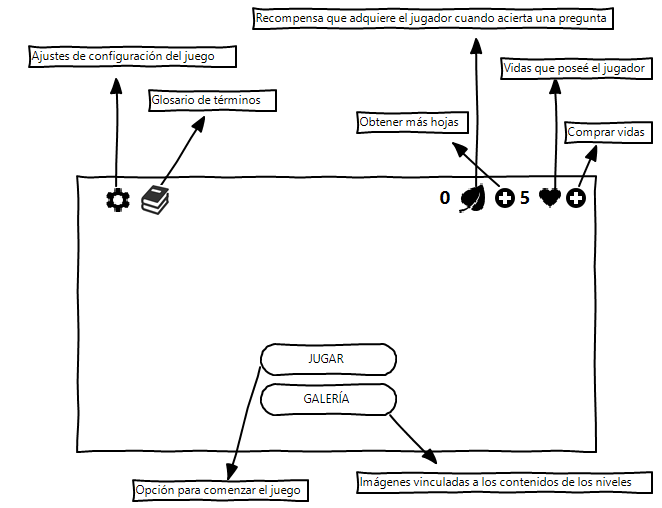 Recompensa que adquiere el jugador cuando acierta una pregunta
Ajustes de configuración del juego
Vidas que poseé el jugador
Glosario de términos
Obtener más hojas
Comprar vidas
0 5
JUGAR
GALERÍA
Opción para comenzar el juego
Imágenes vinculadas a los contenidos de los niveles